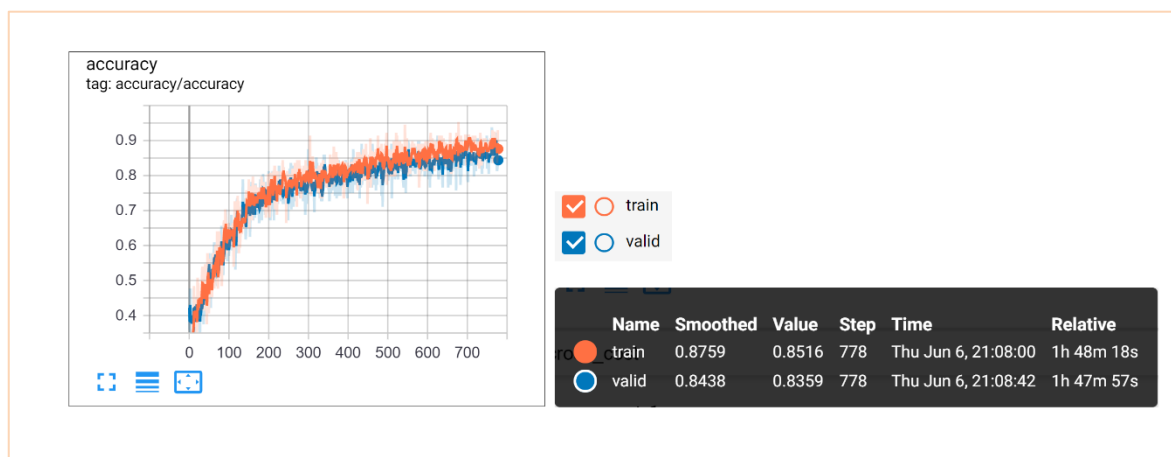 accuracy
tag: accuracy/accuracy
0.9
0.8
0.7
0.6
0.5
0.4
0 100 200 300 400 500 600 700
train
valid
Name Smoothed Value Step Time Relative
train 0.8759 0.8516 778 Thu Jun 6, 21:08:00 1h 48m 18s
valid 0.8438 0.8359 778 Thu Jun 6, 21:08:42 1h 47m 57s